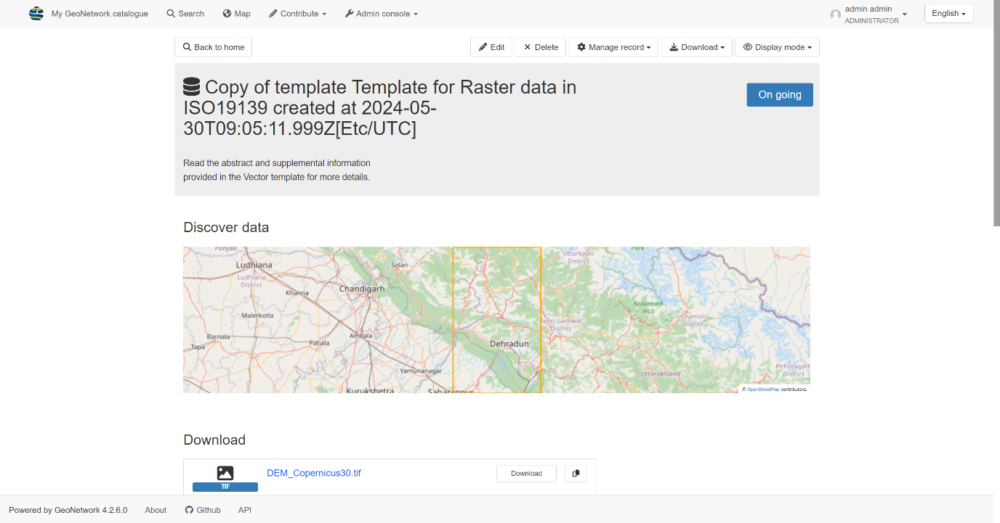 My GeoNetwork catalogue Search Map Contribute Admin console admin admin English
ADMINISTRATOR
Back to home Edit Delete Manage record Download Display mode
Copy of template Template for Raster data in
ISO19139 created at 2024-05-
30T09:05:11.999Z[Etc/UTC]
On going
Read the abstract and supplemental information
provided in the Vector template for more details.
Discover data
Punjab
Ludhiana
Ludhiana
District
Khanna
Malerkotla
Barnala
Tapa
Patiala
Solan
Chandigarh
Ambala
Yamunanagar
Kurukshetra
Saharanpur
Dehradun
Uttarkashi
District
Park
Tehri Garhwal
District
Kedarnath
WLS
Chamoli
District
Uttarakhand
Pithoragarh
District
© OpenStreetMap contributors.
Download
DEM_Copernicus30.tif Download
TIF
Powered by GeoNetwork 4.2.6.0 About Github API